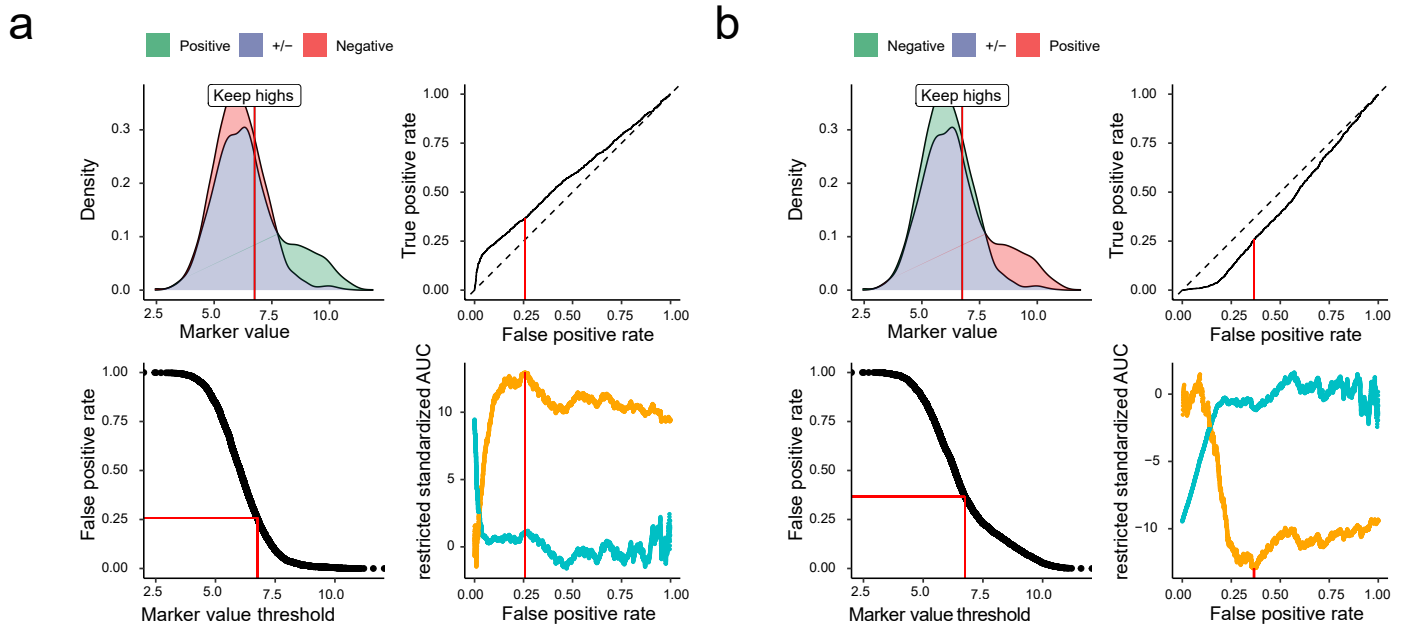 a
Positive +/− Negative
Keep highs
Density
0.3
0.2
0.1
0.0
2.5 5.0 7.5 10.0
Marker value
True positive rate
1.00
0.75
0.50
0.25
0.00
0.00 0.25 0.50 0.75 1.00
False positive rate
False positive rate
1.00
0.75
0.50
0.25
0.00
2.5 5.0 7.5 10.0
Marker value threshold
restricted standardized AUC
10
5
0
0.00 0.25 0.50 0.75 1.00
False positive rate
b
Negative +/− Positive
Keep highs
Density
0.3
0.2
0.1
0.0
2.5 5.0 7.5 10.0
Marker value
True positive rate
1.00
0.75
0.50
0.25
0.00
0.00 0.25 0.50 0.75 1.00
False positive rate
False positive rate
1.00
0.75
0.50
0.25
0.00
2.5 5.0 7.5 10.0
Marker value threshold
restricted standardized AUC
0
−5
−10
0.00 0.25 0.50 0.75 1.00
False positive rate